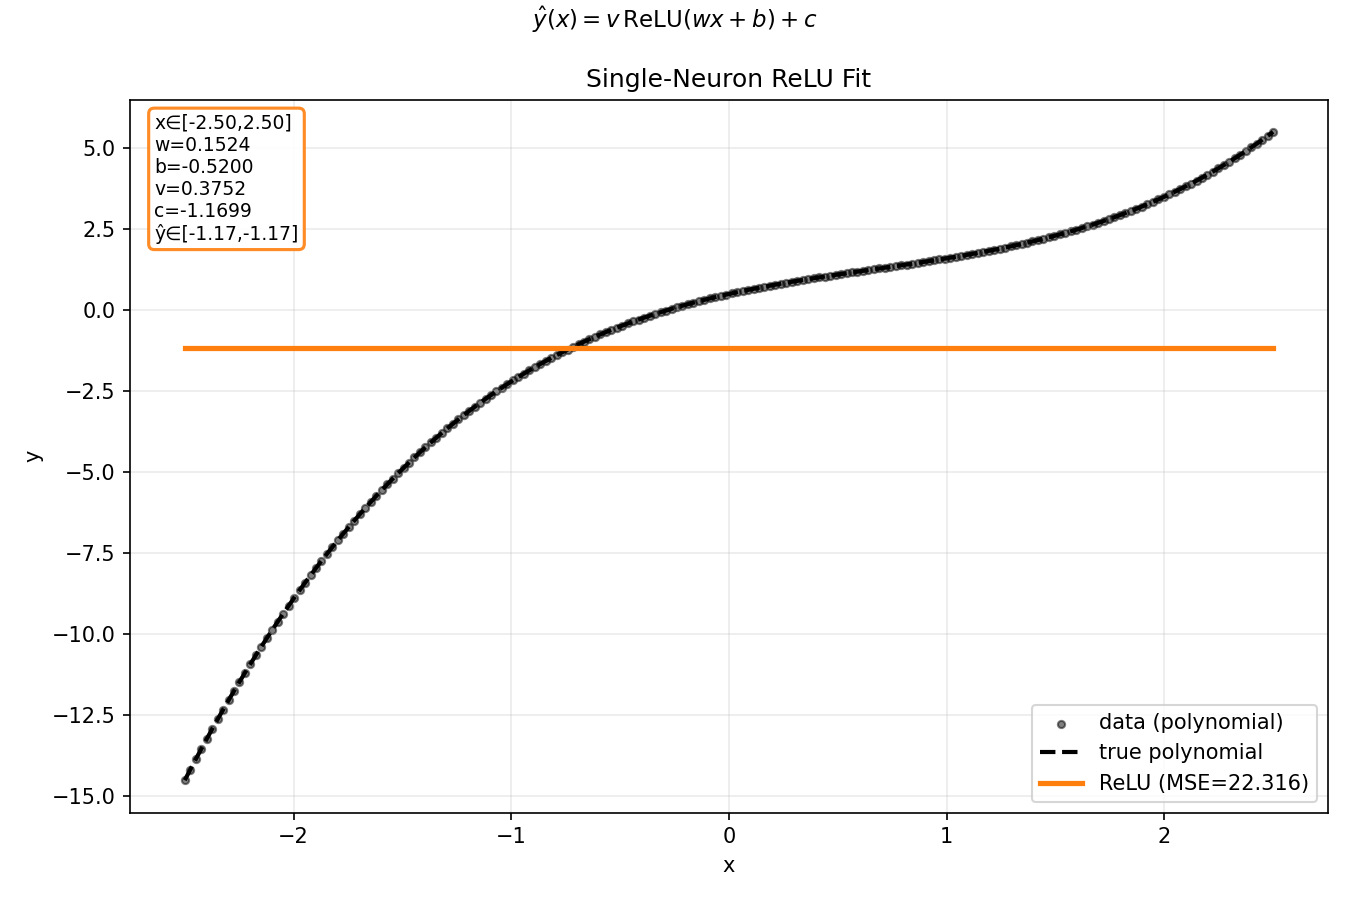 ŷ(x) = v ReLU(wx + b) + c
Single-Neuron ReLU Fit
x∈[-2.50,2.50]
w=0.1524
b=-0.5200
v=0.3752
c=-1.1699
ŷ∈[-1.17,-1.17]
5.0
2.5
0.0
−2.5
−5.0
−7.5
−10.0
−12.5
−15.0
y
data (polynomial)
true polynomial
ReLU (MSE=22.316)
−2
−1
0
1
2
x